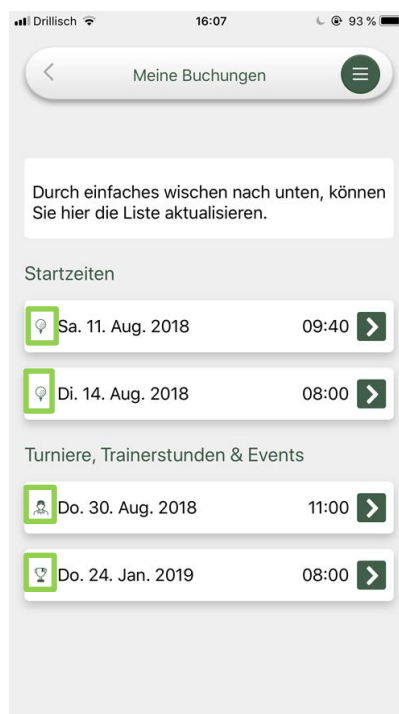 Drillisch 16:07 93 %
Meine Buchungen
Durch einfaches wischen nach unten, können
Sie hier die Liste aktualisieren.
Startzeiten
Sa. 11. Aug. 2018 09:40
Di. 14. Aug. 2018 08:00
Turniere, Trainerstunden & Events
Do. 30. Aug. 2018 11:00
Do. 24. Jan. 2019 08:00